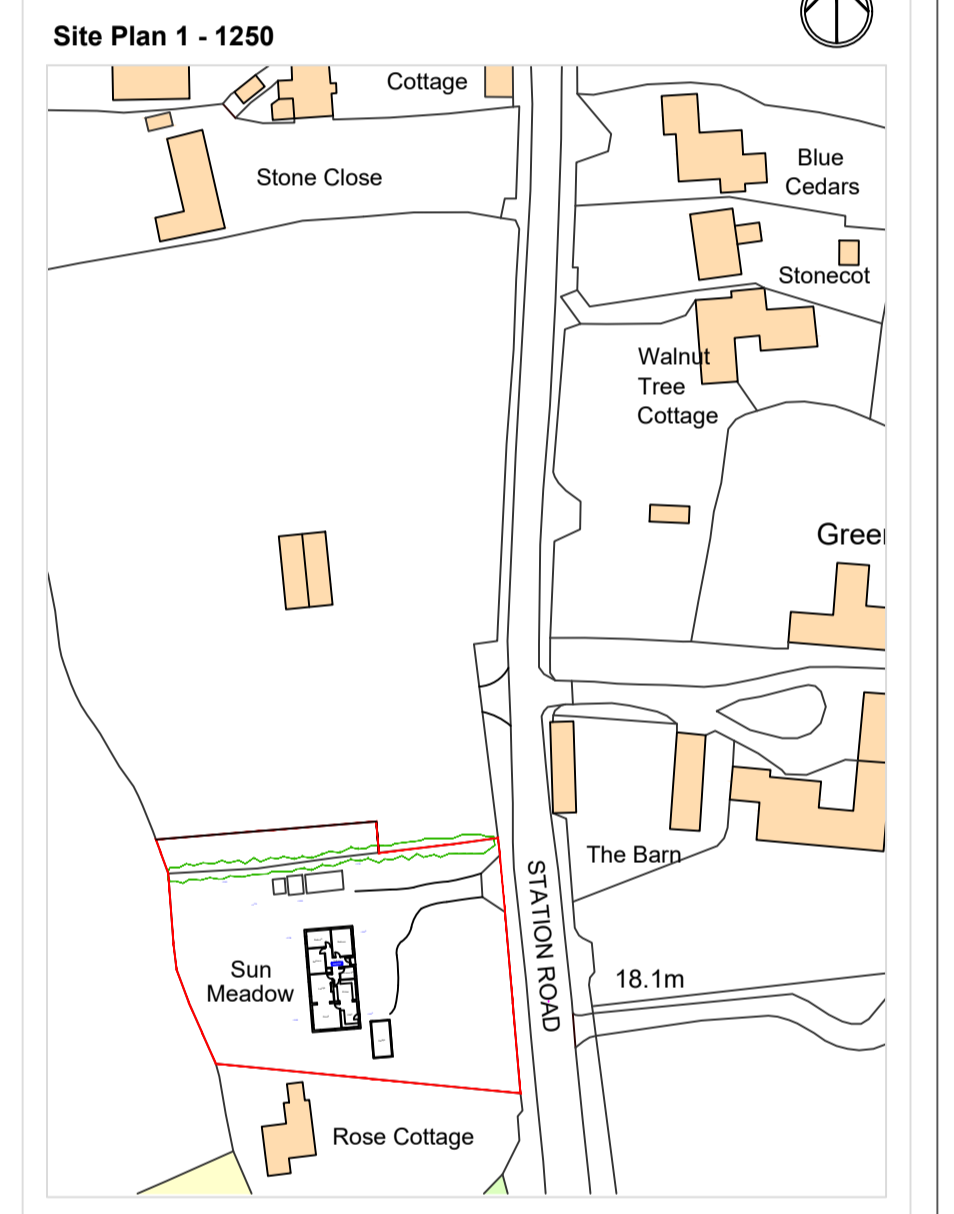 Site Plan 1 - 1250
Cottage
Stone Close
Blue
Cedars
Stonecot
Walnut
Tree
Cottage
Gree
The Barn
STATION ROAD
18.1m
Sun
Meadow
Rose Cottage